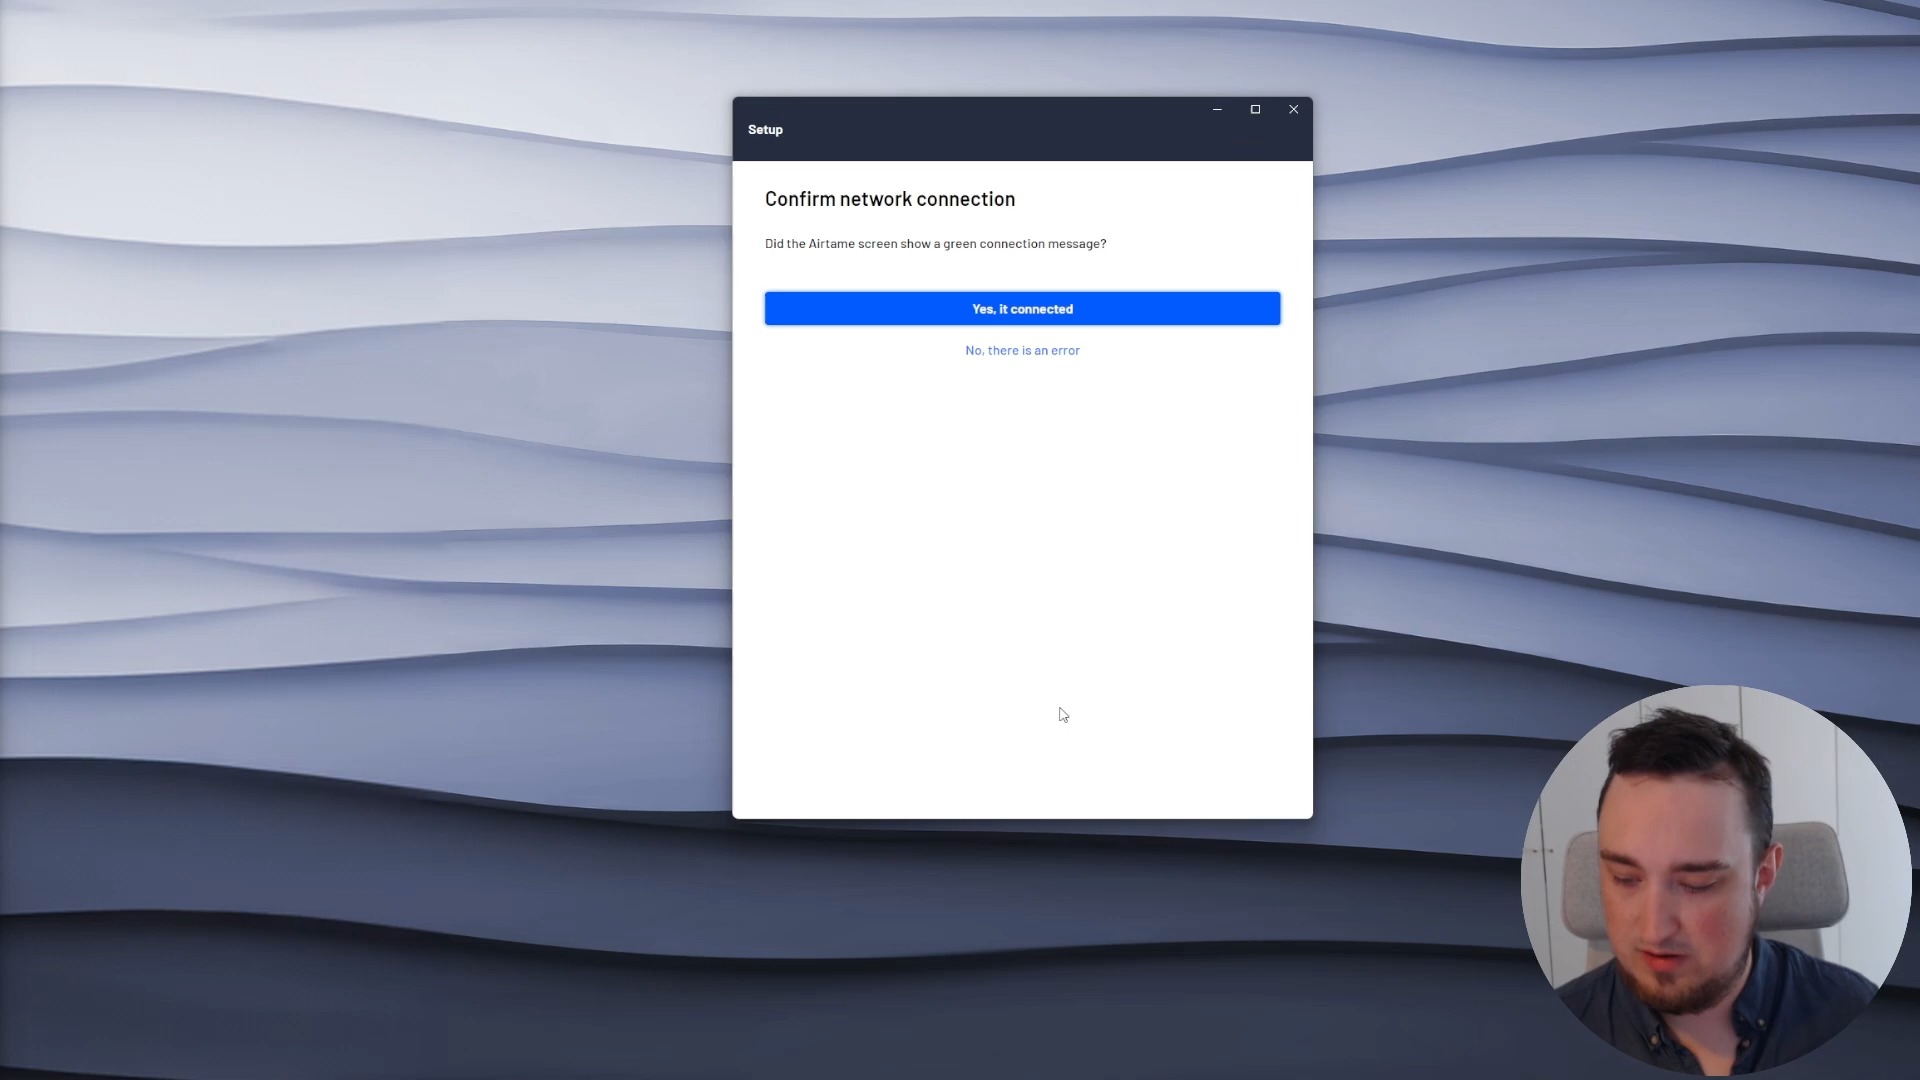 Setup
Confirm network connection
Did the Airtame screen show a green connection message?
Yes, it connected
No, there is an error